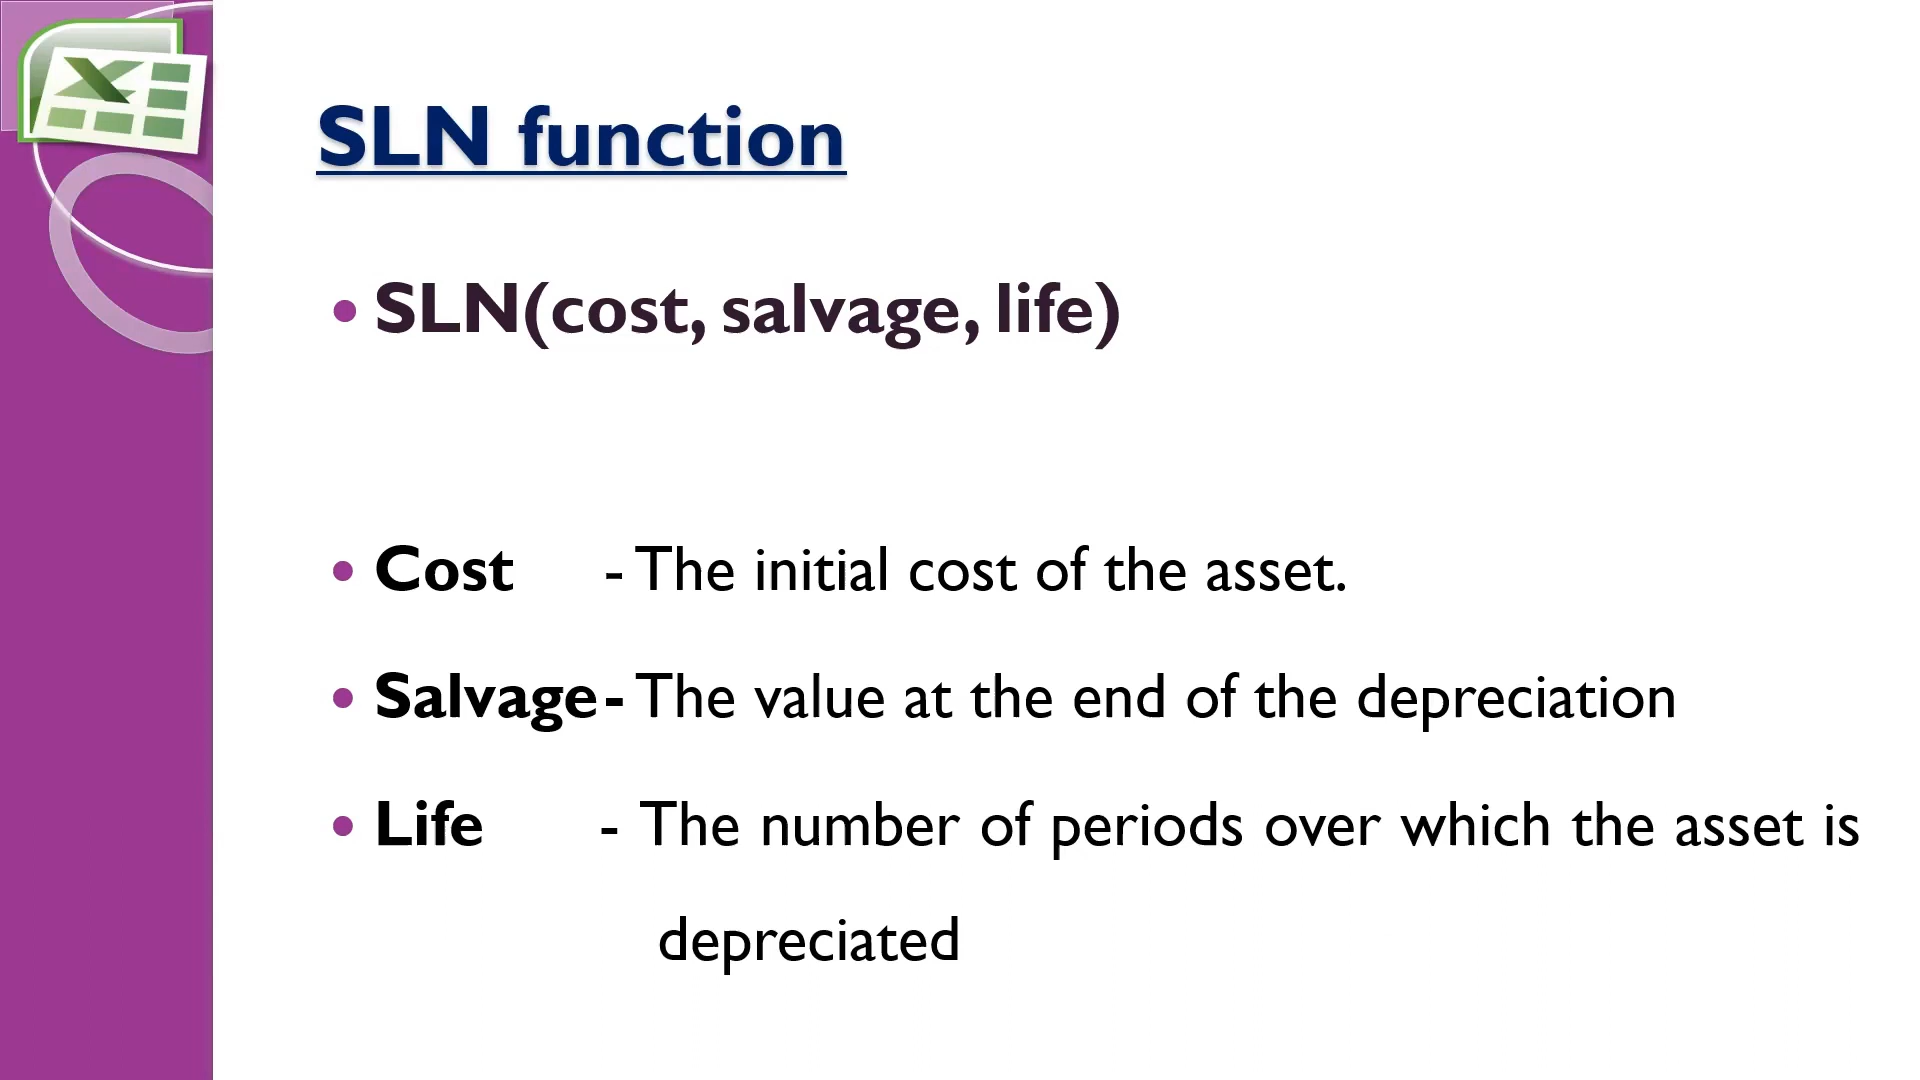 SLN function
• SLN(cost, salvage, life)
• Cost - The initial cost of the asset.
• Salvage - The value at the end of the depreciation
• Life - The number of periods over which the asset is
depreciated